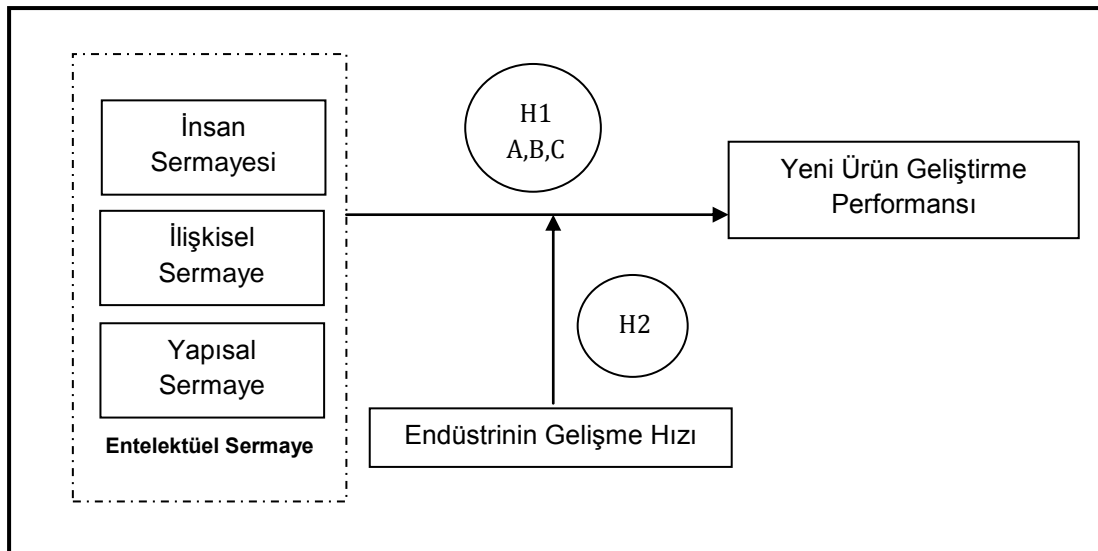 İnsan
Sermayesi
İlişkisel
Sermaye
Yapısal
Sermaye
Entelektüel Sermaye
H1
A,B,C
Yeni Ürün Geliştirme
Performansı
H2
Endüstrinin Gelişme Hızı